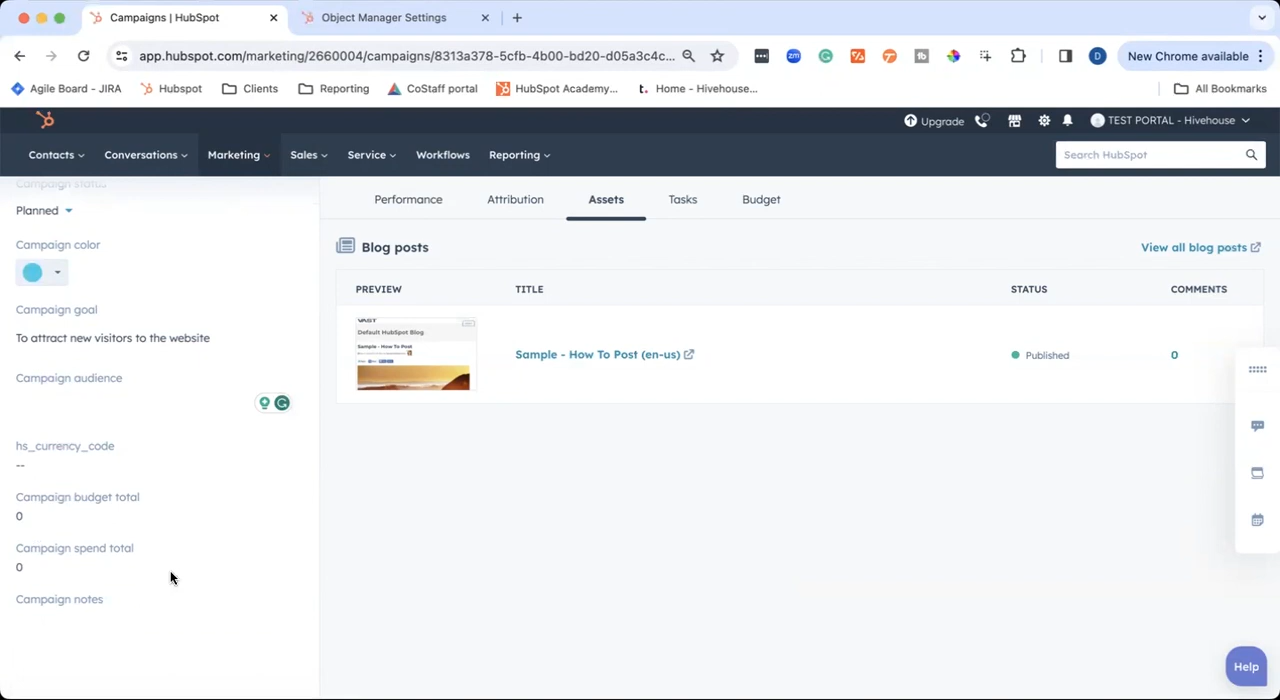 Campaigns | HubSpot
Object Manager Settings
app.hubspot.com/marketing/2660004/campaigns/8313a378-5cfb-4b00-bd20-d05a3c4c...
New Chrome available
Agile Board - JIRA
Hubspot
Clients
Reporting
CoStaff portal
HubSpot Academy...
Home - Hivehouse...
All Bookmarks
Upgrade
TEST PORTAL - Hivehouse
Contacts
Conversations
Marketing
Sales
Service
Workflows
Reporting
Search HubSpot
Campaign status
Planned
Campaign color
Campaign goal
To attract new visitors to the website
Campaign audience
hs_currency_code
--
Campaign budget total
0
Campaign spend total
0
Campaign notes
Performance
Attribution
Assets
Tasks
Budget
Blog posts
View all blog posts
PREVIEW
TITLE
STATUS
COMMENTS
Default HubSpot Blog
Sample - How To Post
Sample - How To Post (en-us)
Published
0
Help